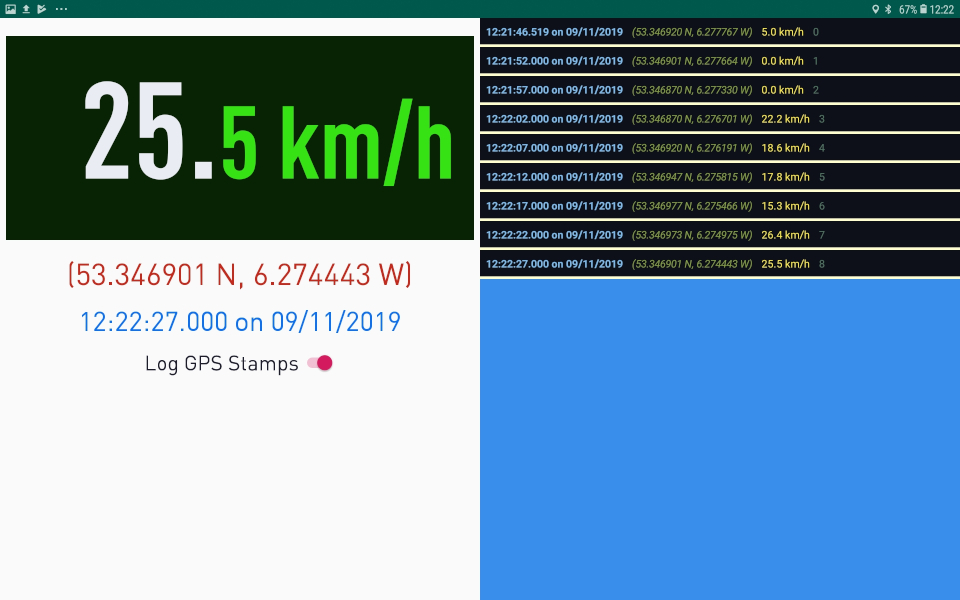 67% 12:22
25.5 km/h
(53.346901 N, 6.274443 W)
12:22:27.000 on 09/11/2019
Log GPS Stamps
12:21:46.519 on 09/11/2019 (53.346920 N, 6.277767 W) 5.0 km/h 0
12:21:52.000 on 09/11/2019 (53.346901 N, 6.277664 W) 0.0 km/h 1
12:21:57.000 on 09/11/2019 (53.346870 N, 6.277330 W) 0.0 km/h 2
12:22:02.000 on 09/11/2019 (53.346870 N, 6.276701 W) 22.2 km/h 3
12:22:07.000 on 09/11/2019 (53.346920 N, 6.276191 W) 18.6 km/h 4
12:22:12.000 on 09/11/2019 (53.346947 N, 6.275815 W) 17.8 km/h 5
12:22:17.000 on 09/11/2019 (53.346977 N, 6.275466 W) 15.3 km/h 6
12:22:22.000 on 09/11/2019 (53.346973 N, 6.274975 W) 26.4 km/h 7
12:22:27.000 on 09/11/2019 (53.346901 N, 6.274443 W) 25.5 km/h 8